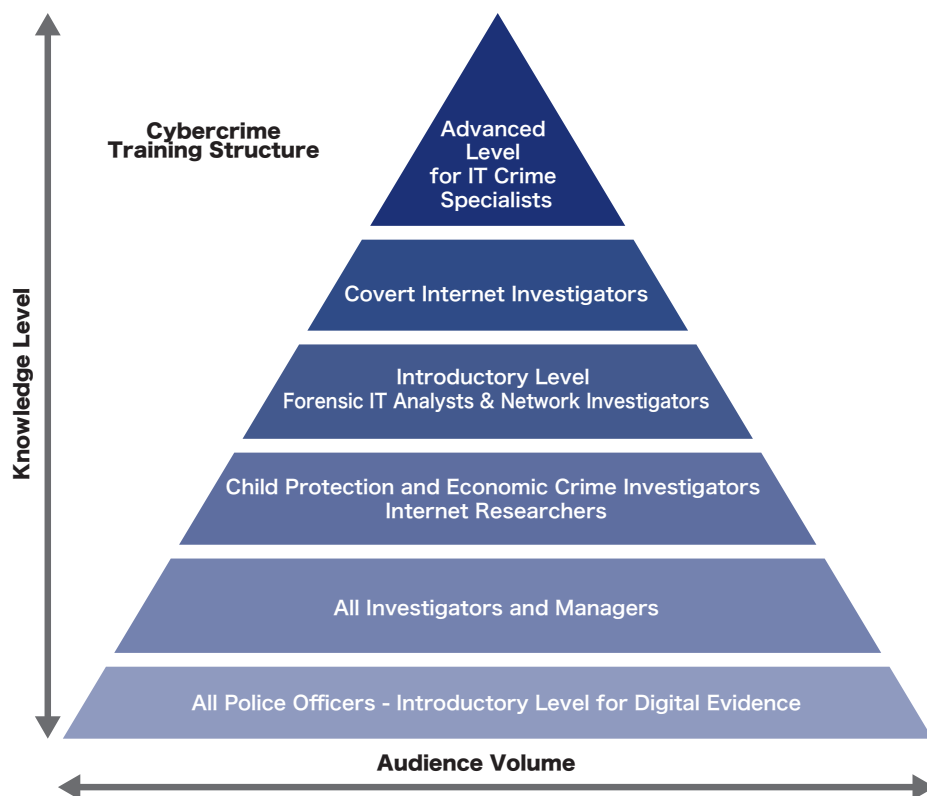 Cybercrime
Training Structure
Advanced
Level
for IT Crime
Specialists
Covert Internet Investigators
Introductory Level
Forensic IT Analysts & Network Investigators
Child Protection and Economic Crime Investigators
Internet Researchers
All Investigators and Managers
All Police Officers - Introductory Level for Digital Evidence
Knowledge Level
Audience Volume